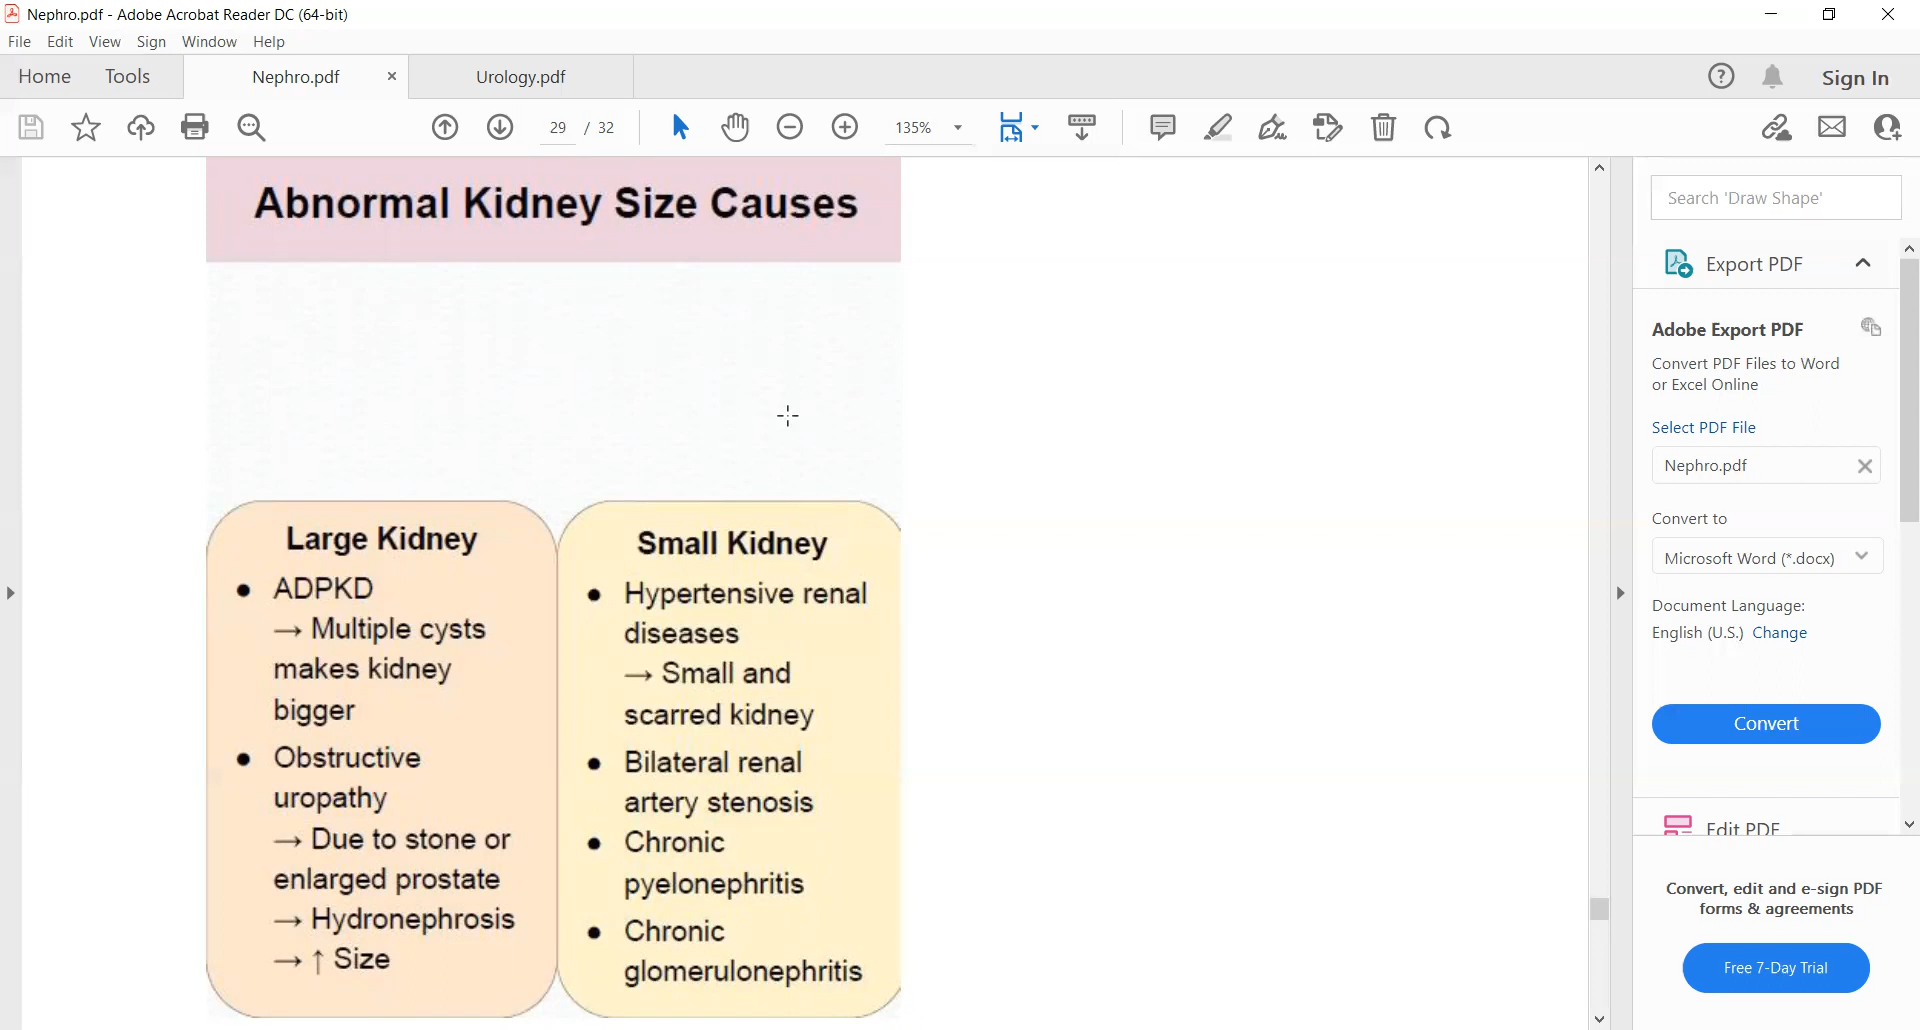 Nephro.pdf - Adobe Acrobat Reader DC (64-bit)
File Edit View Sign Window Help
Home Tools Nephro.pdf × Urology.pdf Sign In
29 / 32 135%
Abnormal Kidney Size Causes
Large Kidney
● ADPKD
→ Multiple cysts
makes kidney
bigger
● Obstructive
uropathy
→ Due to stone or
enlarged prostate
→ Hydronephrosis
→ ↑ Size
Small Kidney
● Hypertensive renal
diseases
→ Small and
scarred kidney
● Bilateral renal
artery stenosis
● Chronic
pyelonephritis
● Chronic
glomerulonephritis
Search 'Draw Shape'
Export PDF
Adobe Export PDF
Convert PDF Files to Word
or Excel Online
Select PDF File
Nephro.pdf
Convert to
Microsoft Word (*.docx)
Document Language:
English (U.S.) Change
Convert
Edit PDF
Convert, edit and e-sign PDF
forms & agreements
Free 7-Day Trial